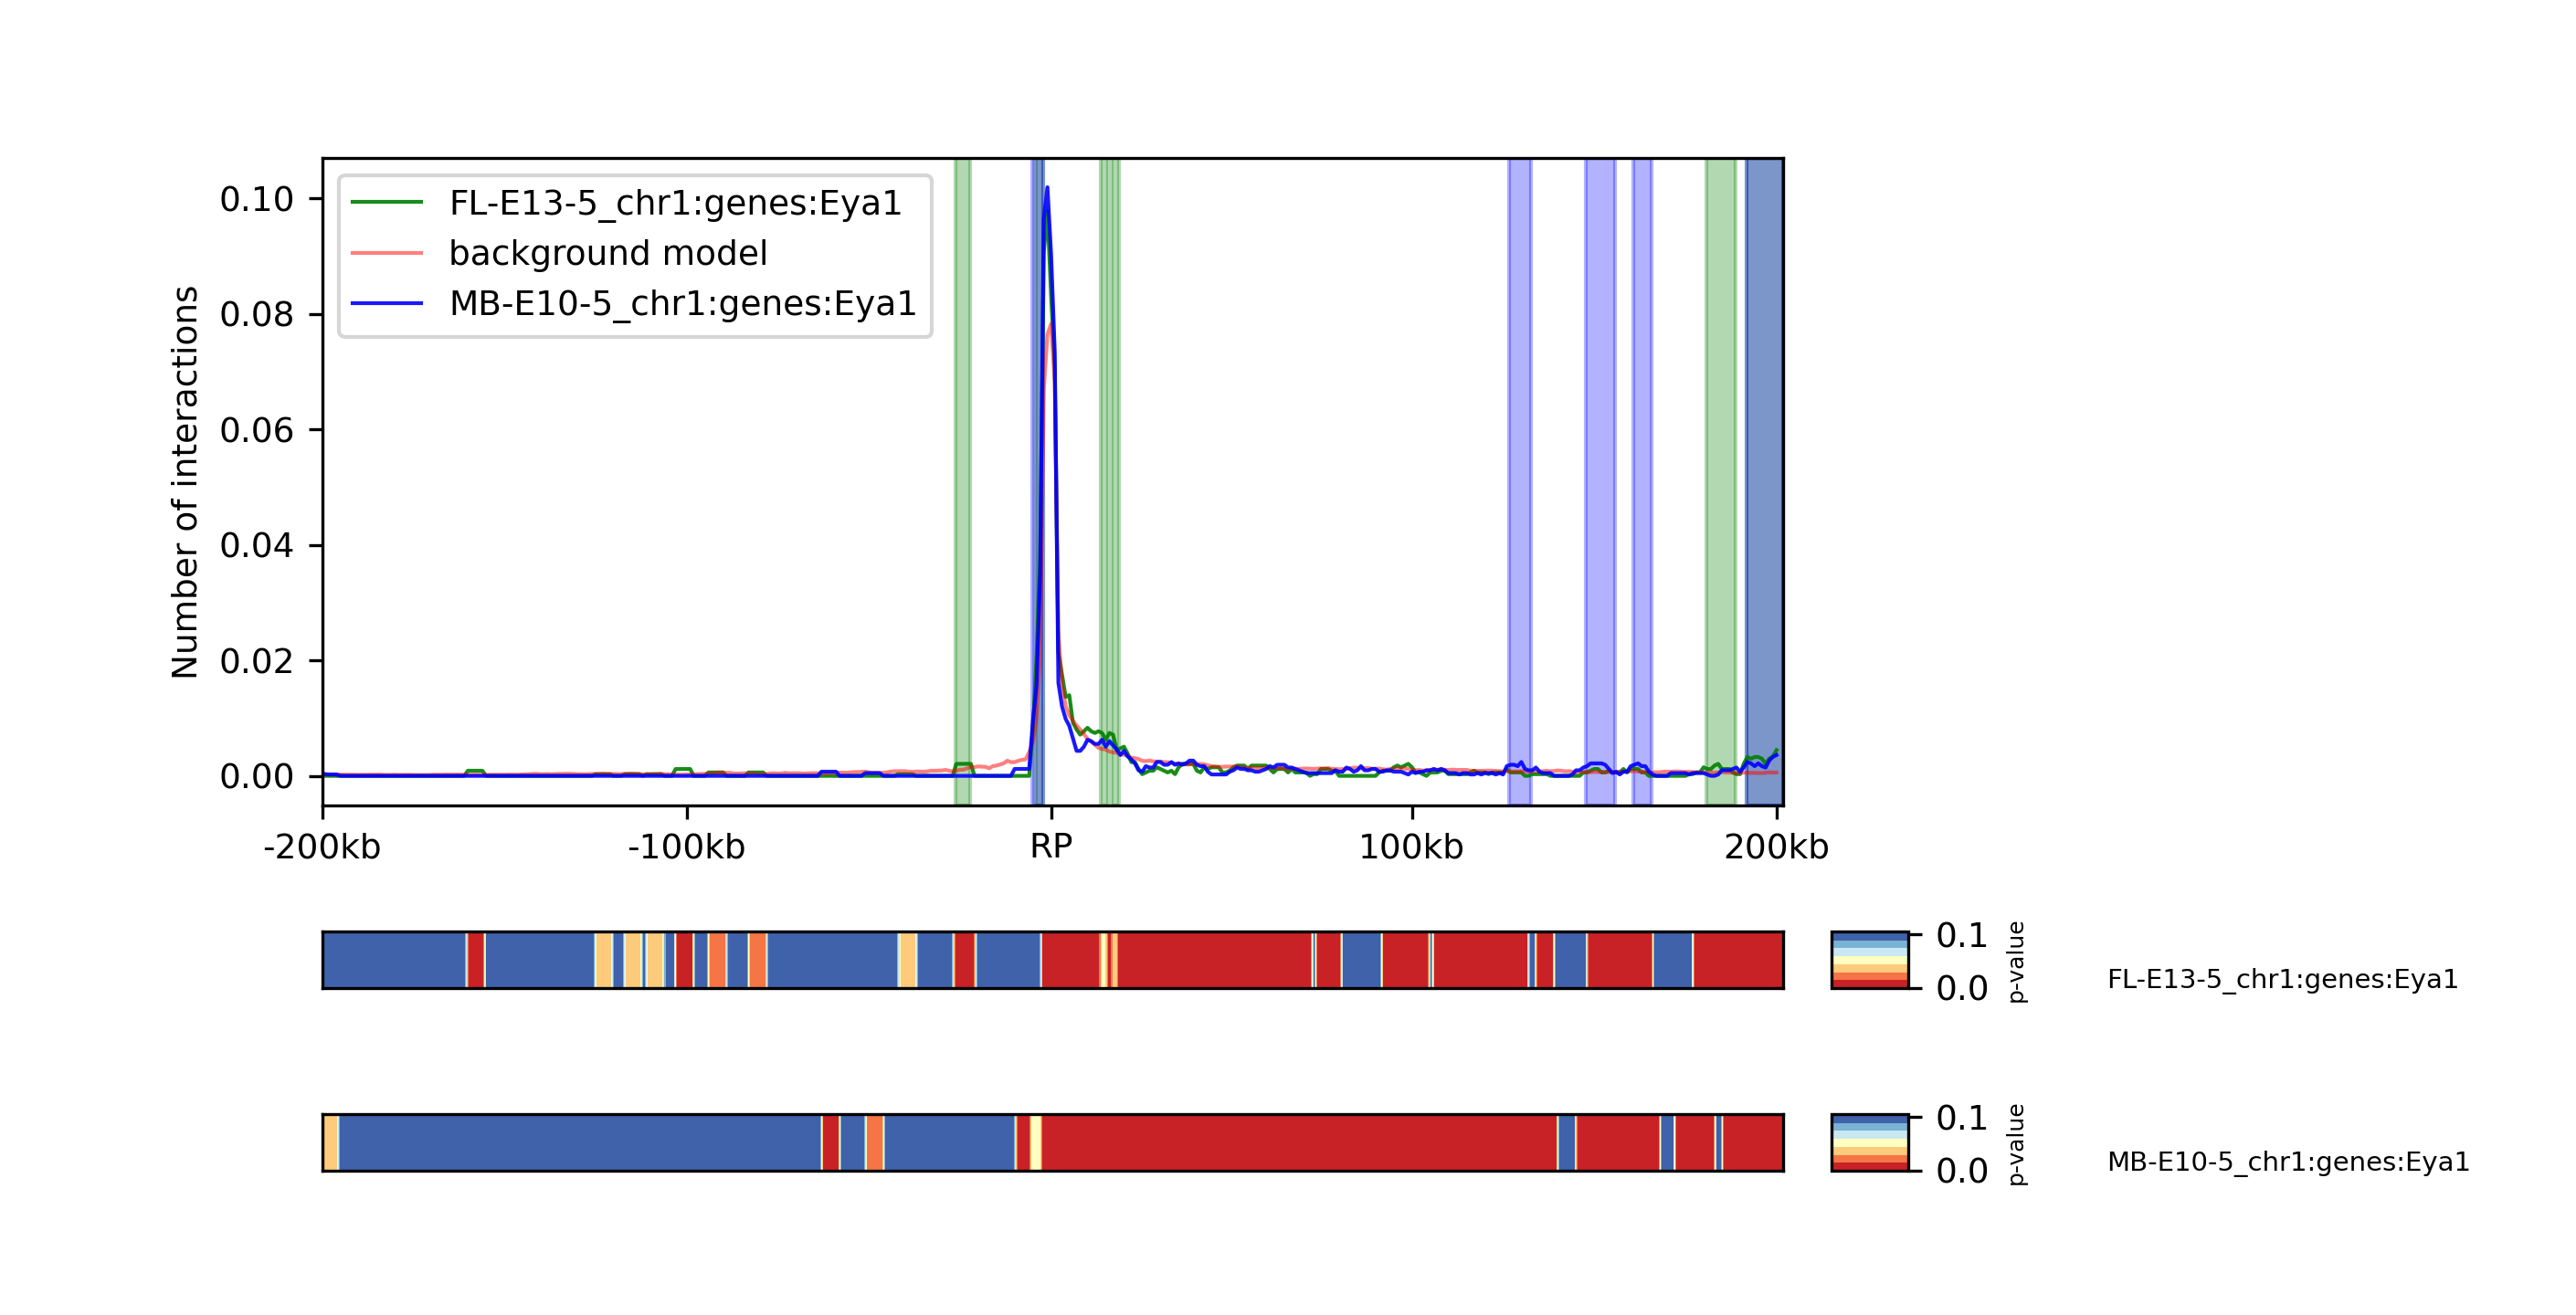 FL-E13-5_chr1:genes:Eya1
background model
MB-E10-5_chr1:genes:Eya1
Number of interactions
0.10
0.08
0.06
0.04
0.02
0.00
-200kb
-100kb
RP
100kb
200kb
0.1
0.0
p-value
FL-E13-5_chr1:genes:Eya1
0.1
0.0
p-value
MB-E10-5_chr1:genes:Eya1